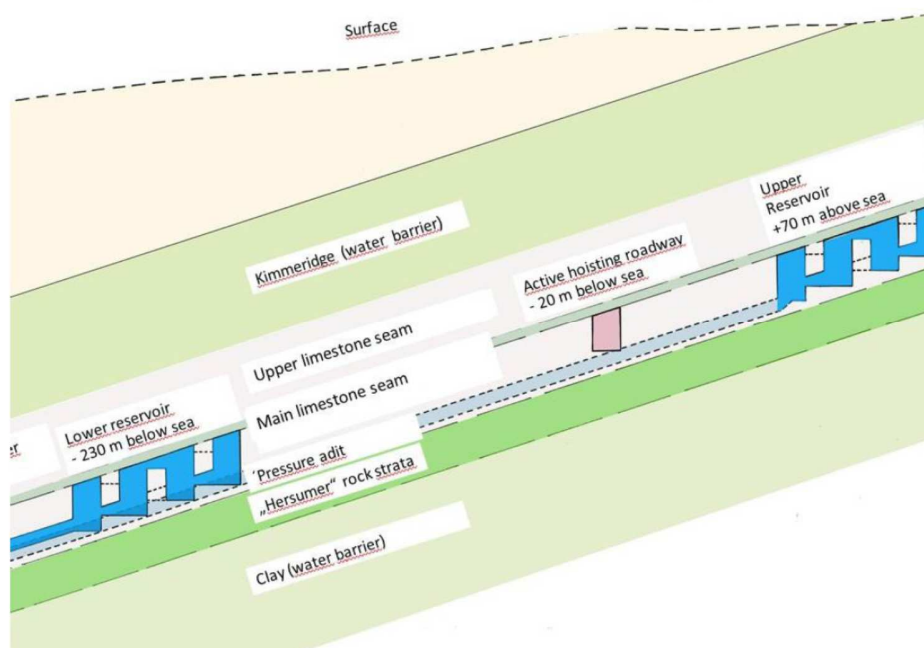 Surface
Upper
Reservoir
+70 m above sea
Kimmeridge (water barrier)
Active hoisting roadway
- 20 m below sea
Upper limestone seam
Main limestone seam
Lower reservoir
- 230 m below sea
er
'Pressure adit
„Hersumer“ rock strata
Clay (water barrier)